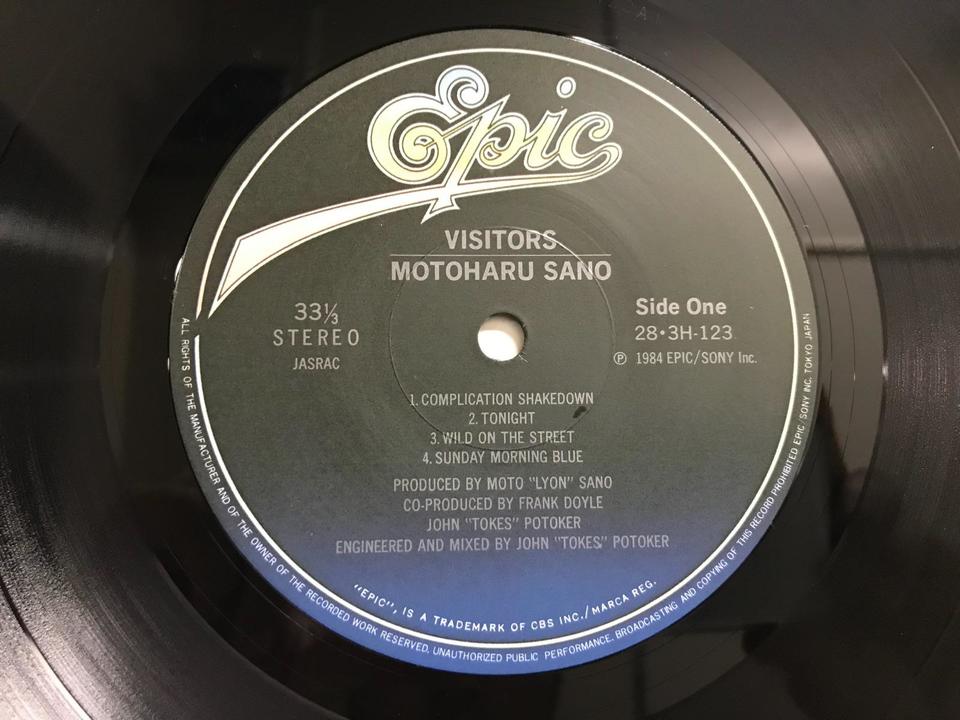 Epic
VISITORS
MOTOHARU SANO
33⅓
STEREO
JASRAC
Side One
28•3H-123
Ⓟ 1984 EPIC/SONY Inc.
1. COMPLICATION SHAKEDOWN
2. TONIGHT
3. WILD ON THE STREET
4. SUNDAY MORNING BLUE
PRODUCED BY MOTO "LYON" SANO
CO-PRODUCED BY FRANK DOYLE
JOHN "TOKES" POTOKER
ENGINEERED AND MIXED BY JOHN "TOKES" POTOKER
"EPIC", IS A TRADEMARK OF CBS INC./MARCA REG.
ALL RIGHTS OF THE MANUFACTURER AND OF THE OWNER OF THE RECORDED WORK RESERVED. UNAUTHORIZED PUBLIC PERFORMANCE. BROADCASTING AND COPYING OF THIS RECORD PROHIBITED EPIC/SONY INC. TOKYO JAPAN